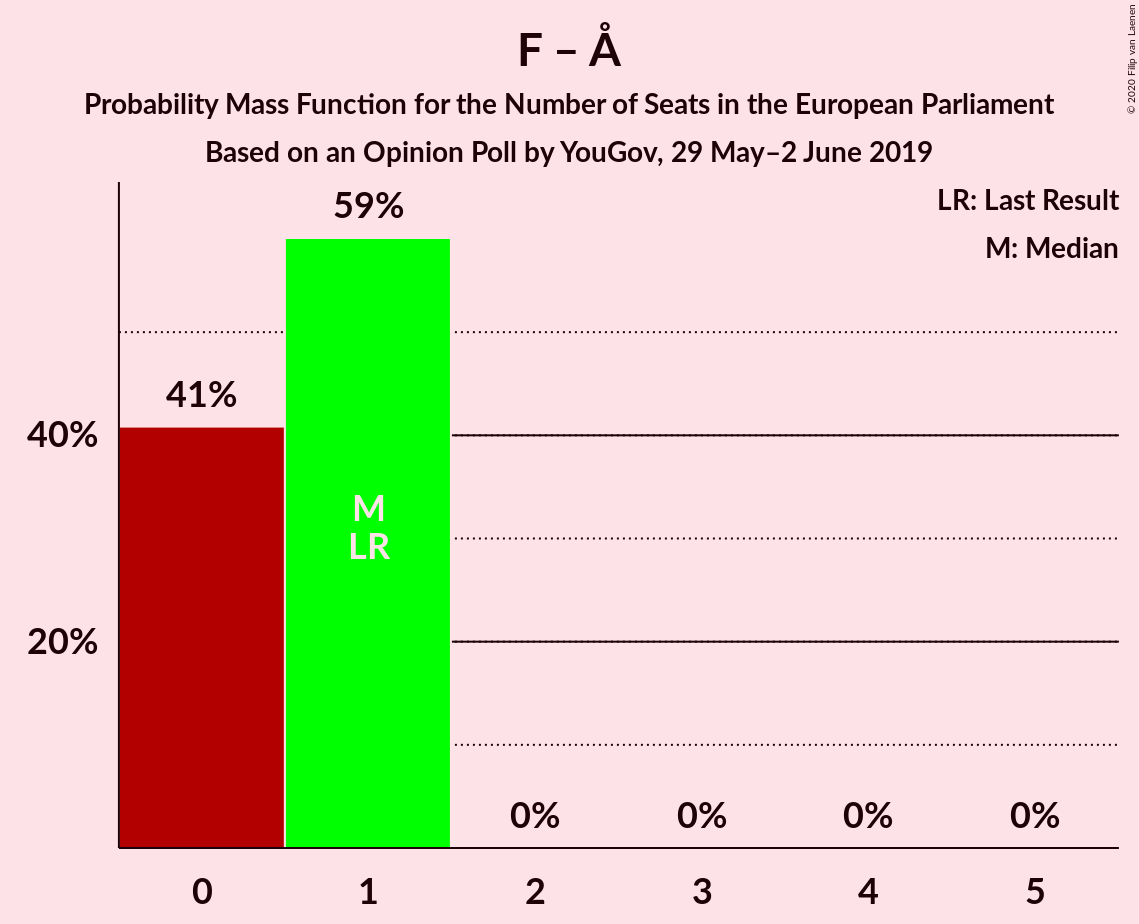 F – Å
Probability Mass Function for the Number of Seats in the European Parliament
Based on an Opinion Poll by YouGov, 29 May–2 June 2019
© 2020 Filip van Laenen
LR: Last Result
M: Median
59%
41%
40%
M
LR
20%
0% 0% 0% 0%
0 1 2 3 4 5